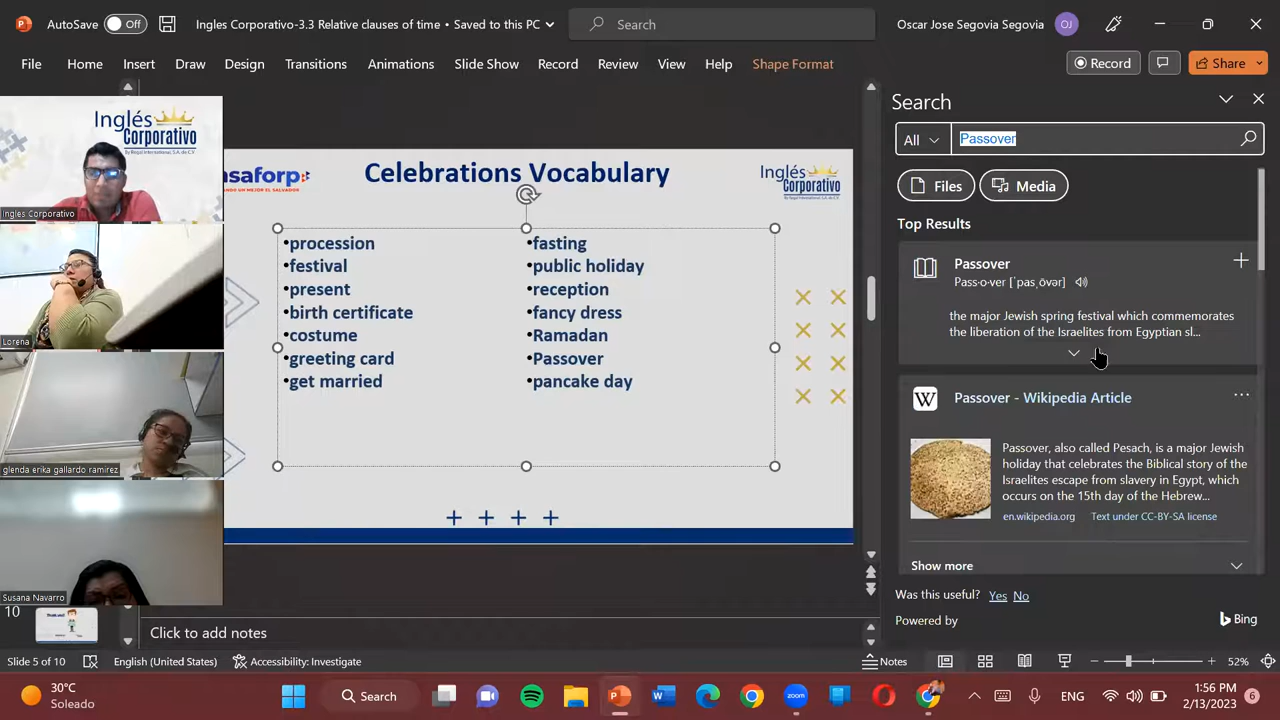 AutoSave
Off
Ingles Corporativo-3.3 Relative clauses of time • Saved to this PC
Search
Oscar Jose Segovia Segovia
OJ
File
Home
Insert
Draw
Design
Transitions
Animations
Slide Show
Record
Review
View
Help
Shape Format
Record
Share
Inglés
Corporativo
By Regal International, S.A. de C.V.
Ingles Corporativo
Lorena
glenda erika gallardo ramirez
Susana Navarro
10
nsaforp
Celebrations Vocabulary
Inglés
Corporativo
•procession
•festival
•present
•birth certificate
•costume
•greeting card
•get married
•fasting
•public holiday
•reception
•fancy dress
•Ramadan
•Passover
•pancake day
Click to add notes
Search
All
Passover
Files
Media
Top Results
Passover
Pass·o·ver [ˈpasˌōvər]
the major Jewish spring festival which commemorates
the liberation of the Israelites from Egyptian sl...
W
Passover - Wikipedia Article
Passover, also called Pesach, is a major Jewish
holiday that celebrates the Biblical story of the
Israelites escape from slavery in Egypt, which
occurs on the 15th day of the Hebrew...
en.wikipedia.org
Text under CC-BY-SA license
Show more
Was this useful? Yes No
Powered by
Bing
Slide 5 of 10
English (United States)
Accessibility: Investigate
Notes
52%
30°C
Soleado
Search
zoom
ENG
1:56 PM
2/13/2023
6